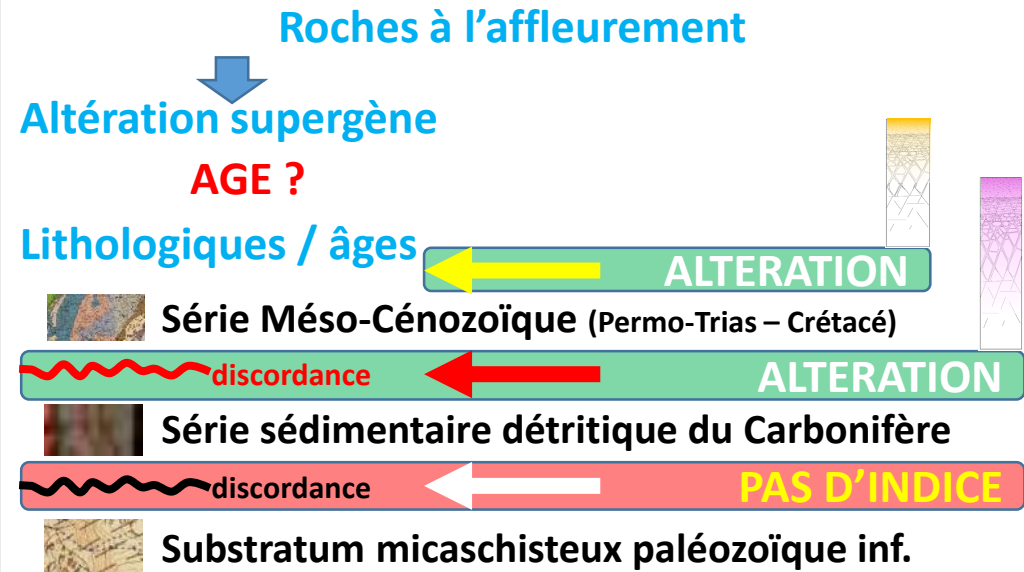 Roches à l’affleurement
Altération supergène
AGE ?
Lithologiques / âges
ALTERATION
Série Méso-Cénozoïque (Permo-Trias – Crétacé)
discordance
ALTERATION
Série sédimentaire détritique du Carbonifère
discordance
PAS D’INDICE
Substratum micaschisteux paléozoïque inf.